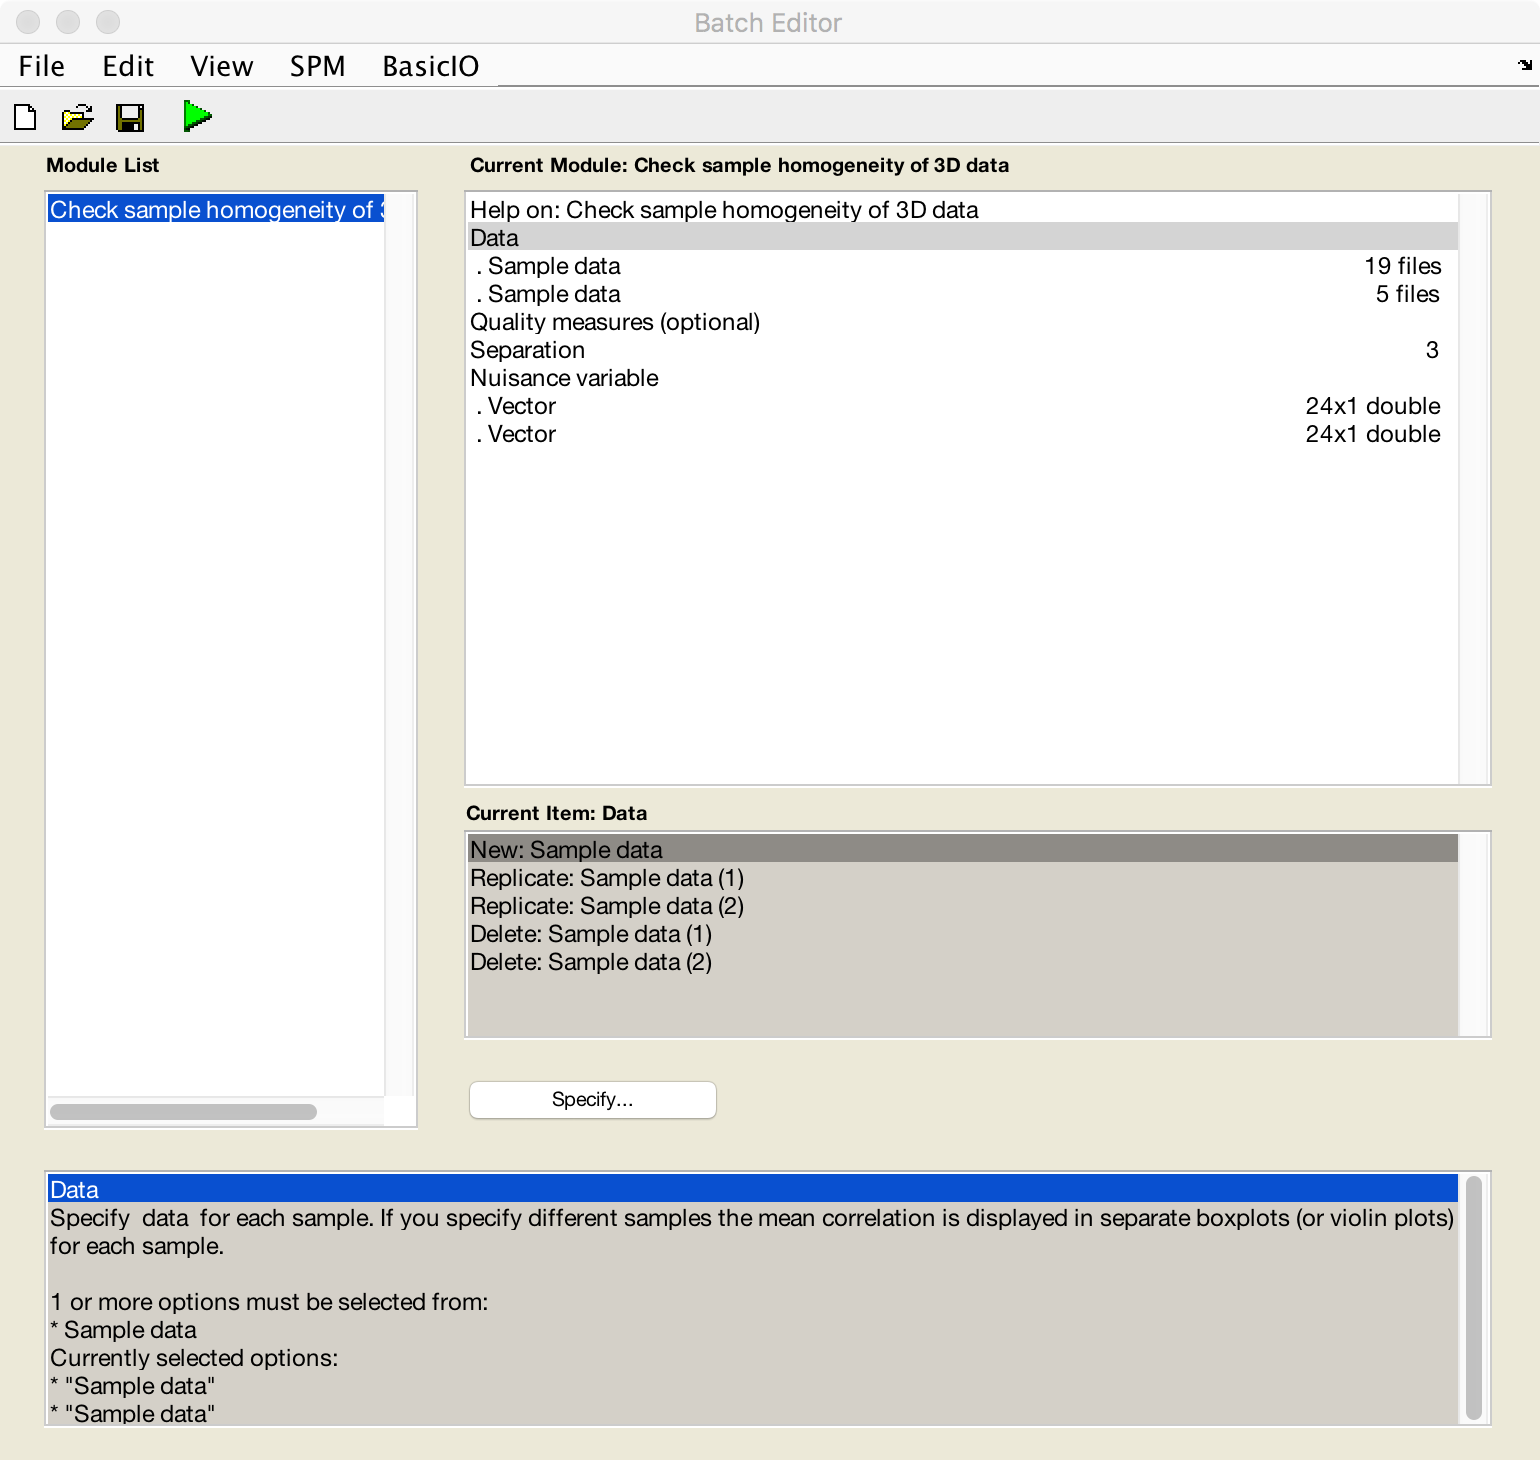 Batch Editor
File Edit View SPM BasicIO
Module List
Check sample homogeneity of
Current Module: Check sample homogeneity of 3D data
Help on: Check sample homogeneity of 3D data
Data
. Sample data 19 files
. Sample data 5 files
Quality measures (optional)
Separation 3
Nuisance variable
. Vector 24x1 double
. Vector 24x1 double
Current Item: Data
New: Sample data
Replicate: Sample data (1)
Replicate: Sample data (2)
Delete: Sample data (1)
Delete: Sample data (2)
Specify...
Data
Specify data for each sample. If you specify different samples the mean correlation is displayed in separate boxplots (or violin plots)
for each sample.
1 or more options must be selected from:
* Sample data
Currently selected options:
* "Sample data"
* "Sample data"